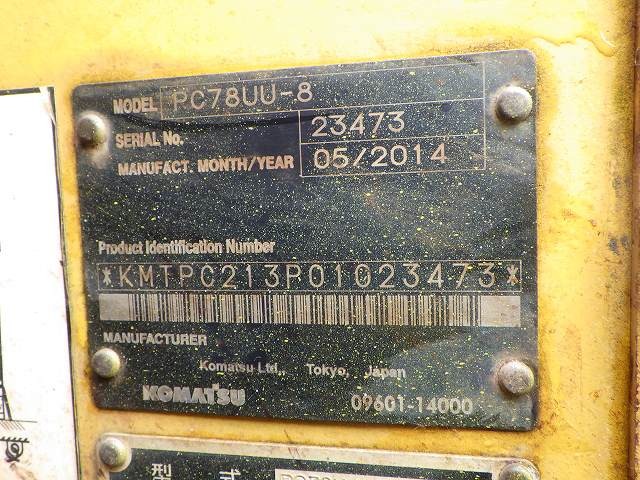 MODEL PC78UU-8
SERIAL No. 23473
MANUFACT. MONTH/YEAR 05/2014
Product Identification Number
*KMTPC213P01023473*
MANUFACTURER
Komatsu Ltd., Tokyo, Japan
KOMATSU 09601-14000
型 式